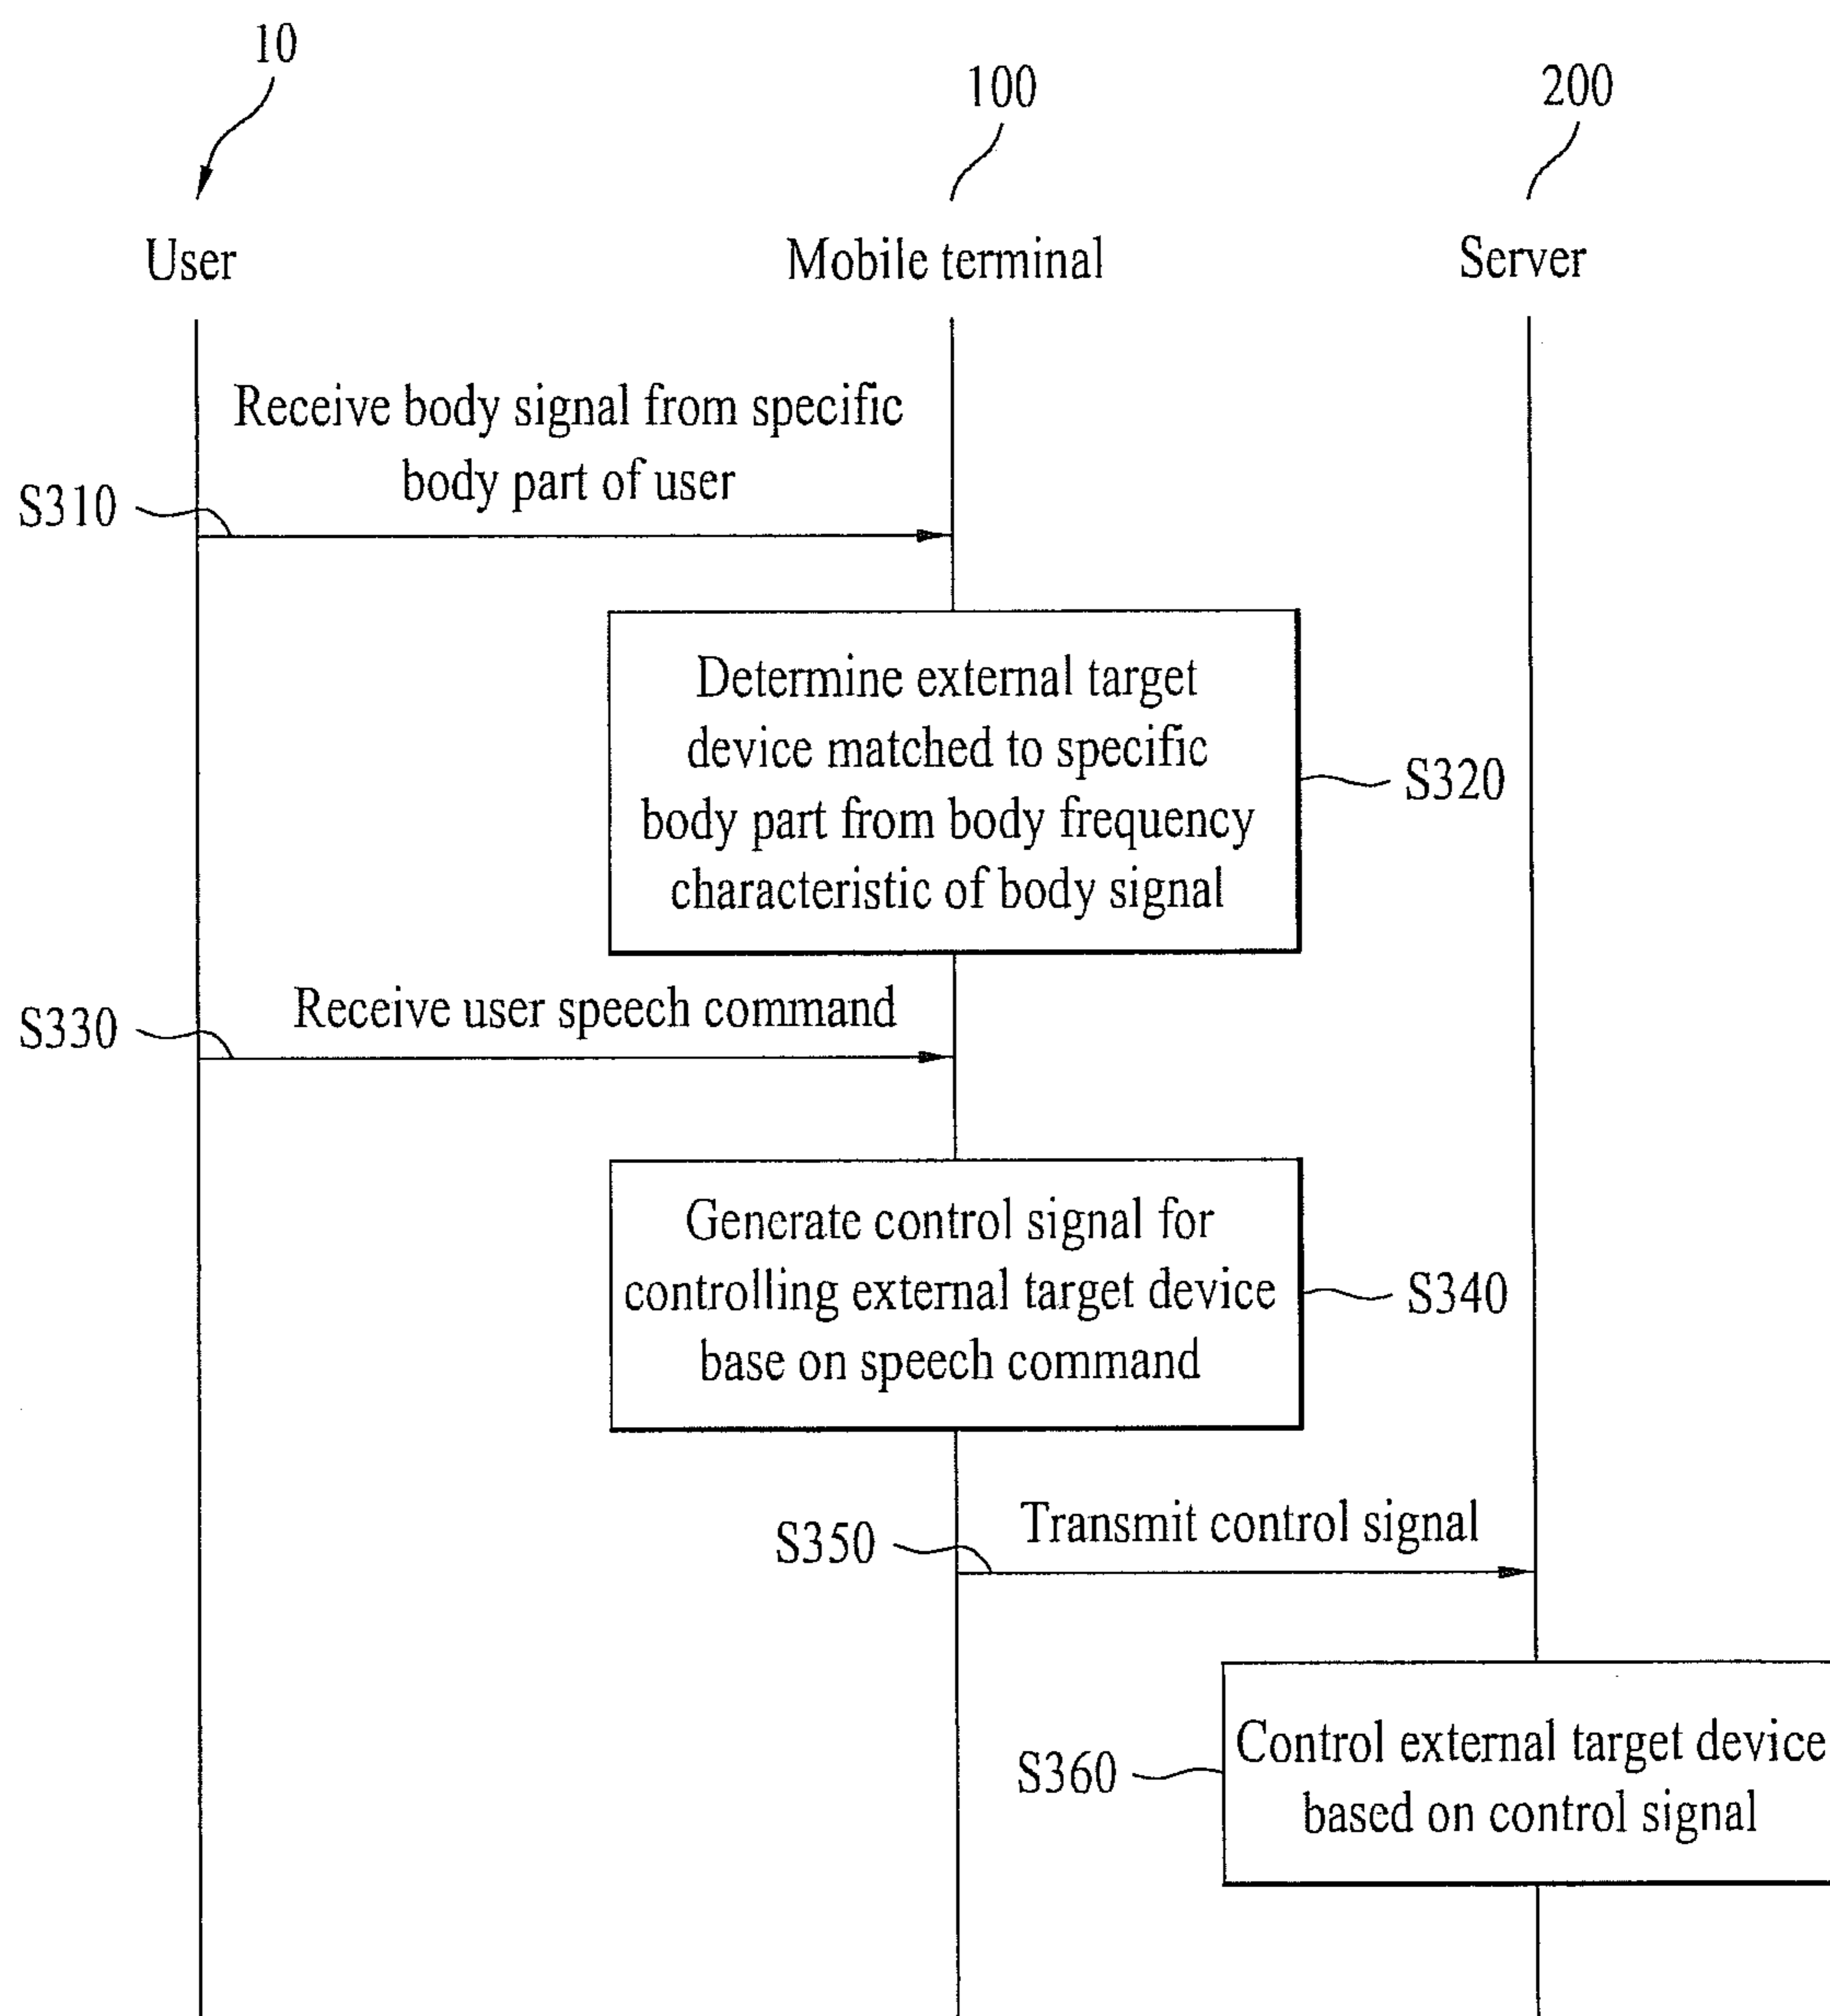 10
100
200
User
Mobile terminal
Server
Receive body signal from specific
body part of user
S310
Determine external target
device matched to specific
body part from body frequency
characteristic of body signal
S320
Receive user speech command
S330
Generate control signal for
controlling external target device
base on speech command
S340
Transmit control signal
S350
Control external target device
based on control signal
S360